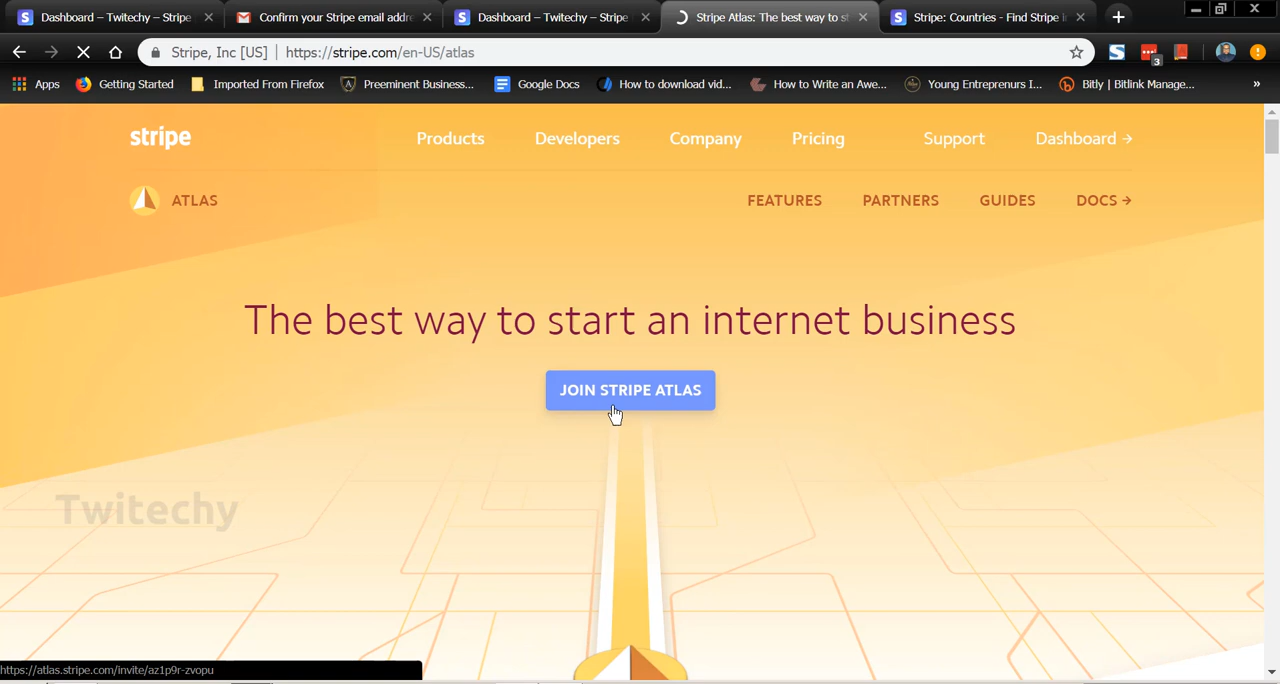 Dashboard – Twitechy – Stripe
Confirm your Stripe email addre
Dashboard – Twitechy – Stripe
Stripe Atlas: The best way to st
Stripe: Countries - Find Stripe i
Stripe, Inc [US] | https://stripe.com/en-US/atlas
3
Apps
Getting Started
Imported From Firefox
Preeminent Business...
Google Docs
How to download vid...
How to Write an Awe...
Young Entreprenurs I...
Bitly | Bitlink Manage...
»
stripe
Products
Developers
Company
Pricing
Support
Dashboard →
ATLAS
FEATURES
PARTNERS
GUIDES
DOCS →
The best way to start an internet business
JOIN STRIPE ATLAS
Twitechy
https://atlas.stripe.com/invite/az1p9r-zvopu